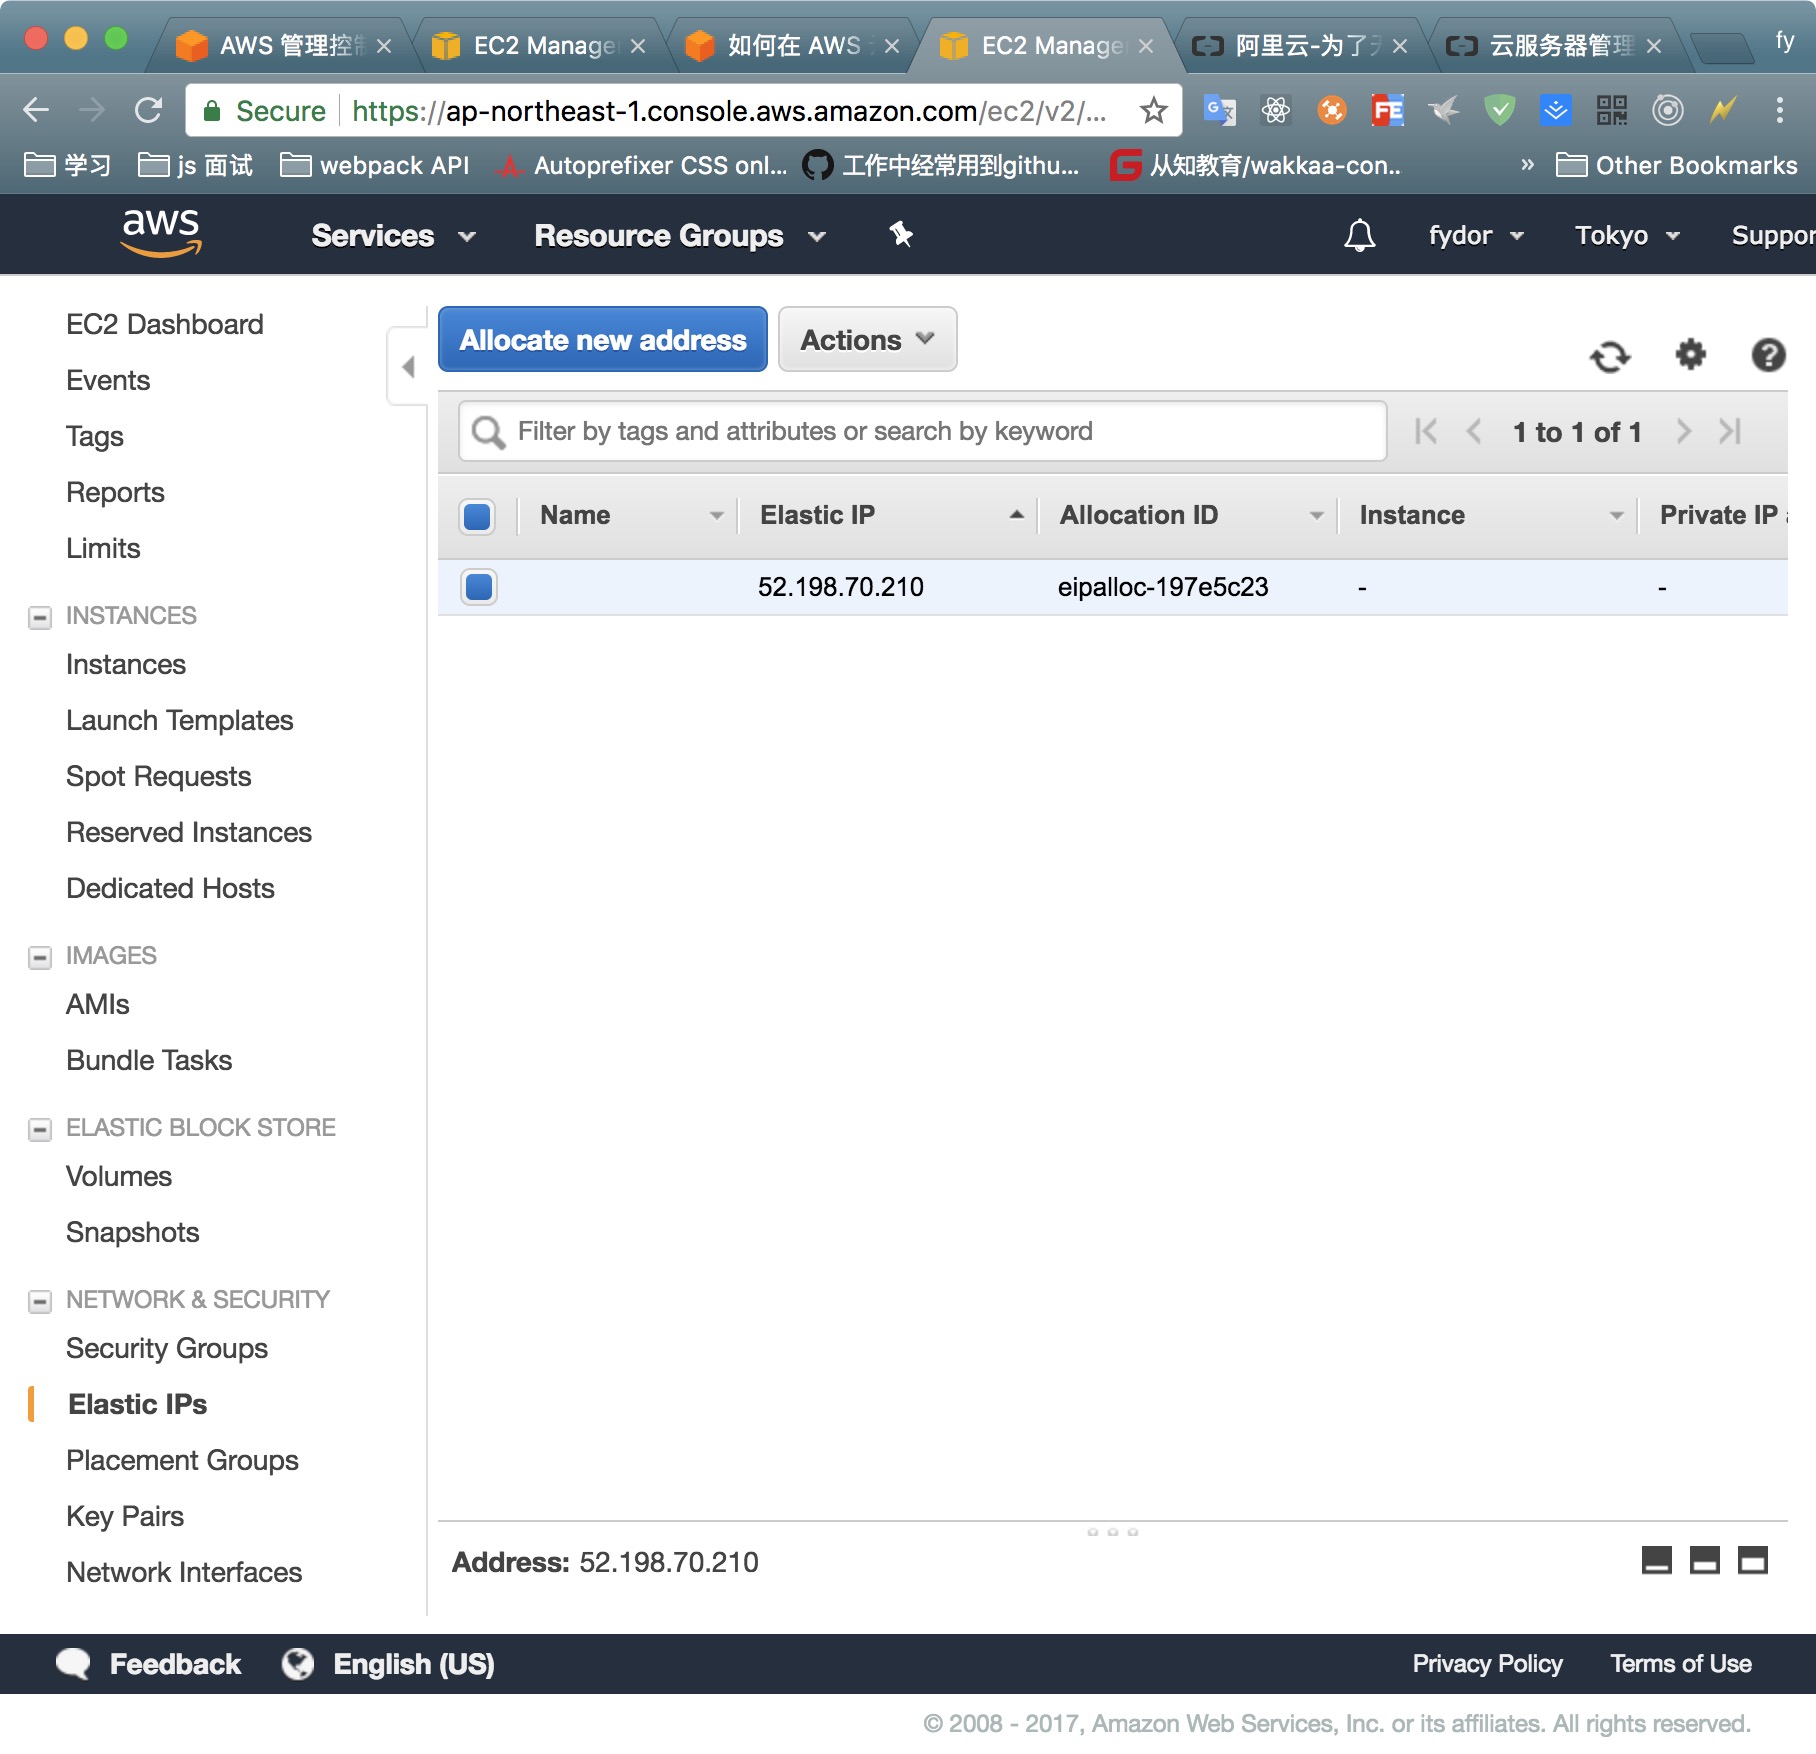 AWS 管理控
EC2 Manage
如何在 AWS
EC2 Manage
阿里云-为了
云服务器管理
fy
Secure
https://ap-northeast-1.console.aws.amazon.com/ec2/v2/...
FE
学习
js 面试
webpack API
Autoprefixer CSS onl...
工作中经常用到githu...
从知教育/wakkaa-con...
»
Other Bookmarks
aws
Services
Resource Groups
fydor
Tokyo
Suppor
EC2 Dashboard
Events
Tags
Reports
Limits
INSTANCES
Instances
Launch Templates
Spot Requests
Reserved Instances
Dedicated Hosts
IMAGES
AMIs
Bundle Tasks
ELASTIC BLOCK STORE
Volumes
Snapshots
NETWORK & SECURITY
Security Groups
Elastic IPs
Placement Groups
Key Pairs
Network Interfaces
Allocate new address
Actions
Filter by tags and attributes or search by keyword
1 to 1 of 1
Name Elastic IP Allocation ID Instance Private IP
52.198.70.210 eipalloc-197e5c23 - -
Address: 52.198.70.210
Feedback
English (US)
Privacy Policy
Terms of Use
© 2008 - 2017, Amazon Web Services, Inc. or its affiliates. All rights reserved.